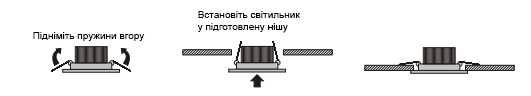 Підніміть пружини вгору
Встановіть світильник
у підготовлену нішу